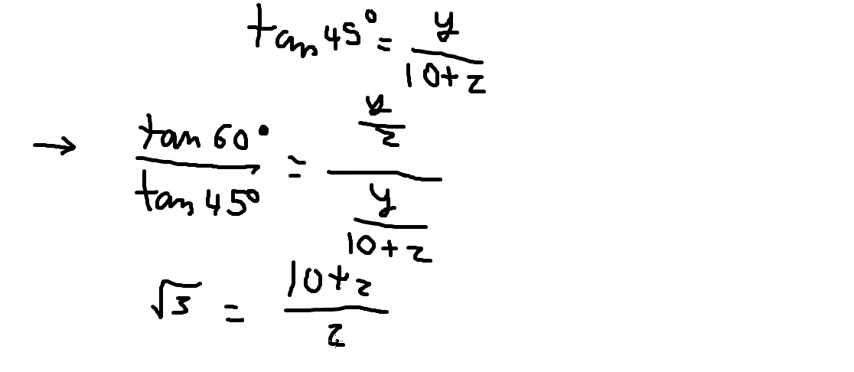 tan 45° = y/(10+z)
→ tan 60°/tan 45° = (y/z)/(y/(10+z))
√3 = (10+z)/z